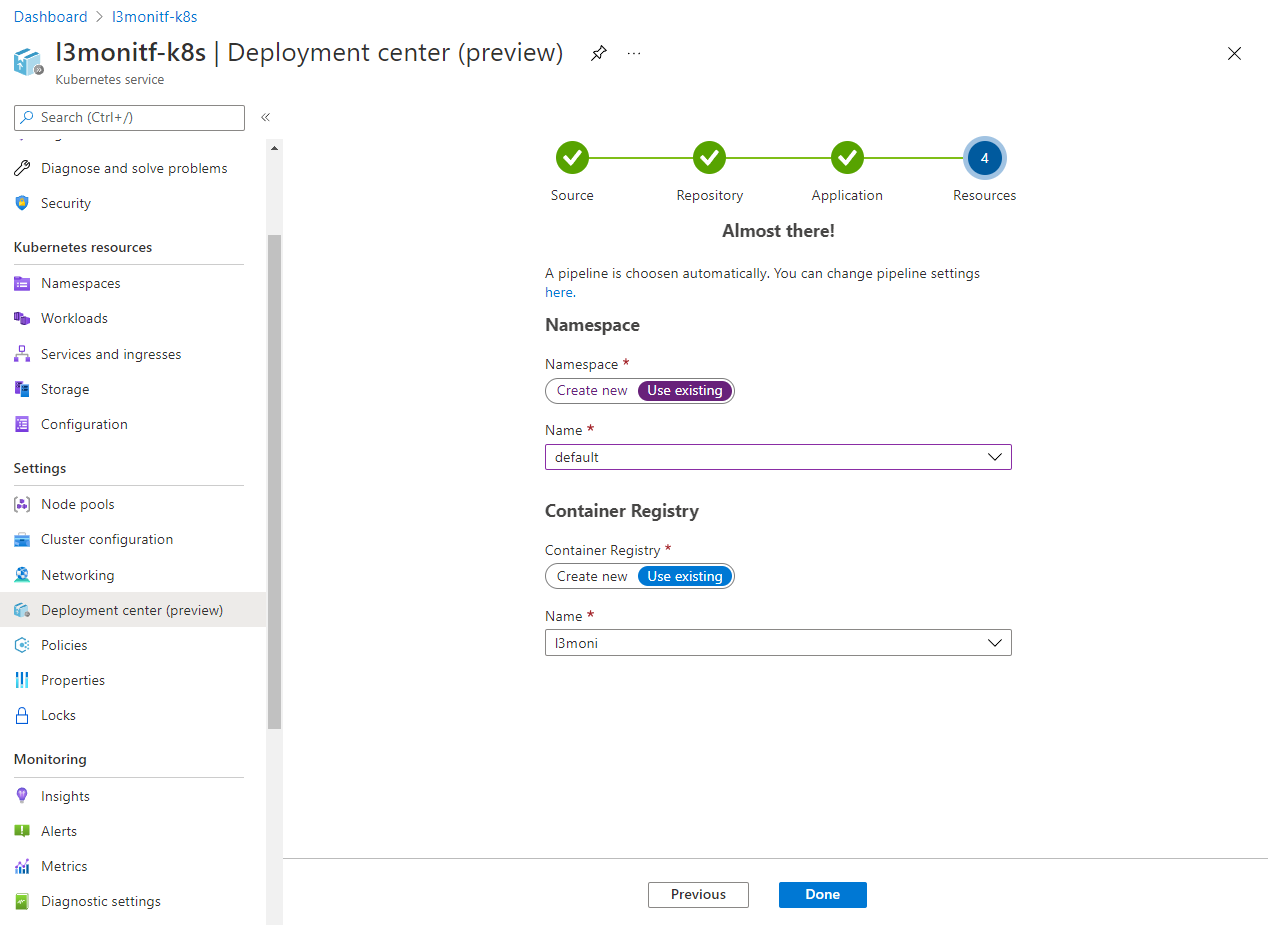 Dashboard > l3monitf-k8s
l3monitf-k8s | Deployment center (preview)
Kubernetes service
Search (Ctrl+/)
Diagnose and solve problems
Security
Kubernetes resources
Namespaces
Workloads
Services and ingresses
Storage
Configuration
Settings
Node pools
Cluster configuration
Networking
Deployment center (preview)
Policies
Properties
Locks
Monitoring
Insights
Alerts
Metrics
Diagnostic settings
4
Source Repository Application Resources
Almost there!
A pipeline is choosen automatically. You can change pipeline settings
here.
Namespace
Namespace *
Create new Use existing
Name *
default
Container Registry
Container Registry *
Create new Use existing
Name *
l3moni
Previous Done